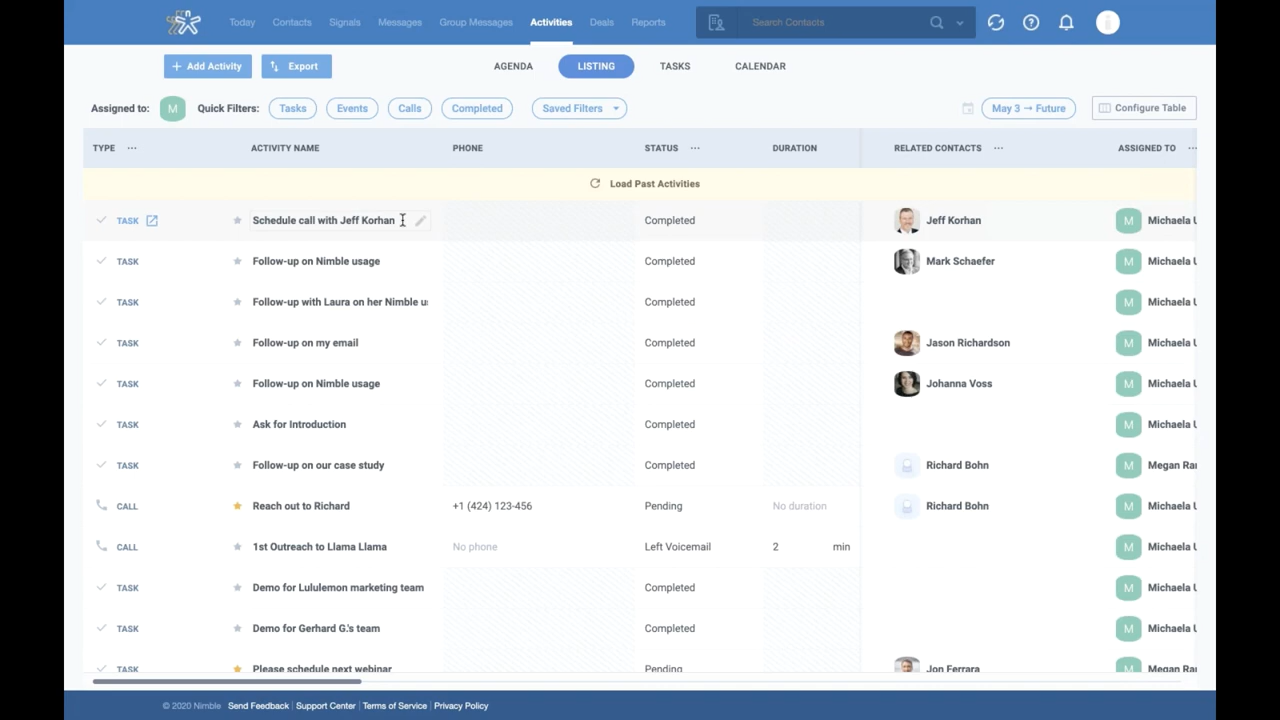 Today Contacts Signals Messages Group Messages Activities Deals Reports Search Contacts
+ Add Activity Export AGENDA LISTING TASKS CALENDAR
Assigned to: M Quick Filters: Tasks Events Calls Completed Saved Filters May 3 → Future Configure Table
TYPE ... ACTIVITY NAME PHONE STATUS ... DURATION RELATED CONTACTS ... ASSIGNED TO ...
Load Past Activities
TASK Schedule call with Jeff Korhan Completed Jeff Korhan M Michaela U
TASK Follow-up on Nimble usage Completed Mark Schaefer M Michaela U
TASK Follow-up with Laura on her Nimble u Completed M Michaela U
TASK Follow-up on my email Completed Jason Richardson M Michaela U
TASK Follow-up on Nimble usage Completed Johanna Voss M Michaela U
TASK Ask for Introduction Completed M Michaela U
TASK Follow-up on our case study Completed Richard Bohn M Megan Ra
CALL Reach out to Richard +1 (424) 123-456 Pending No duration Richard Bohn M Michaela U
CALL 1st Outreach to Llama Llama No phone Left Voicemail 2 min M Michaela U
TASK Demo for Lululemon marketing team Completed M Michaela U
TASK Demo for Gerhard G.'s team Completed M Michaela U
TASK Please schedule next webinar Pending Jon Ferrara M Megan Ra
© 2020 Nimble Send Feedback | Support Center | Terms of Service | Privacy Policy